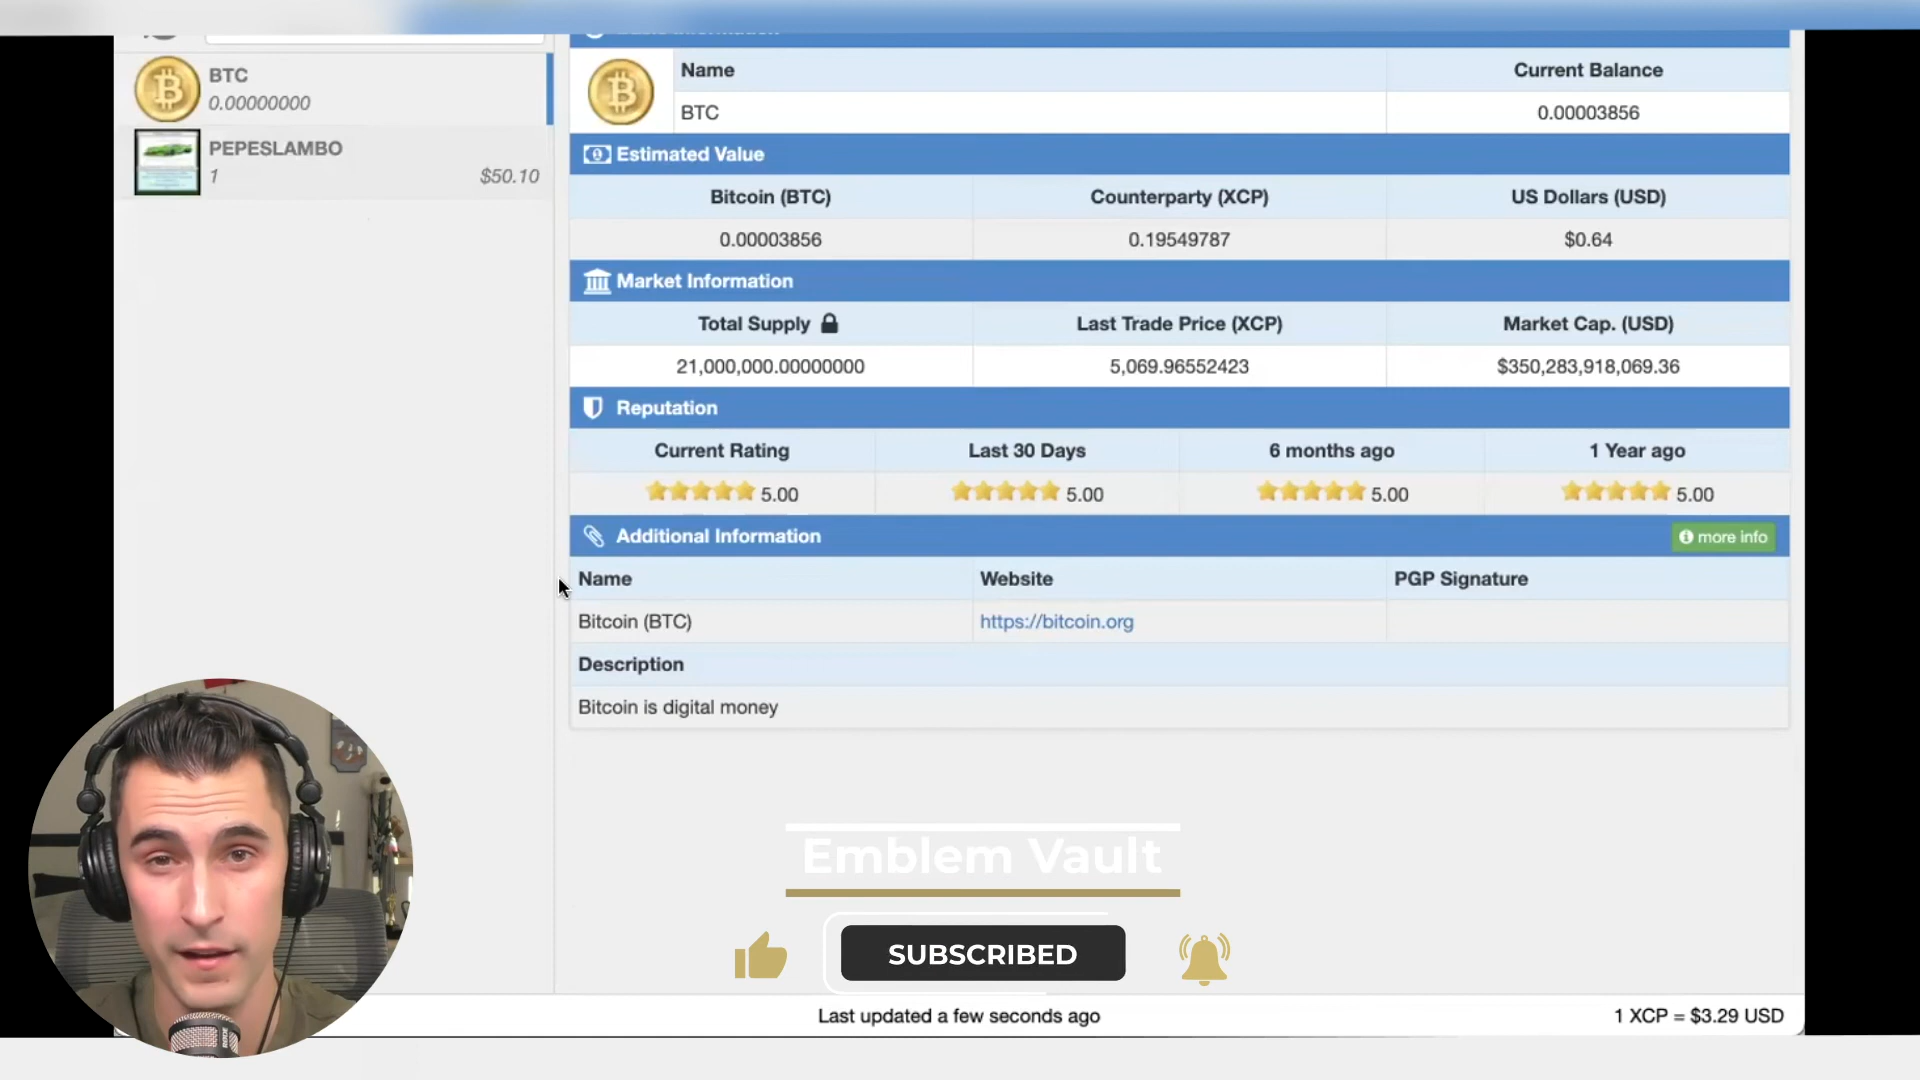 BTC
0.00000000
PEPESLAMBO
1 $50.10
Name Current Balance
BTC 0.00003856
Estimated Value
Bitcoin (BTC) Counterparty (XCP) US Dollars (USD)
0.00003856 0.19549787 $0.64
Market Information
Total Supply Last Trade Price (XCP) Market Cap. (USD)
21,000,000.00000000 5,069.96552423 $350,283,918,069.36
Reputation
Current Rating Last 30 Days 6 months ago 1 Year ago
5.00 5.00 5.00 5.00
Additional Information more info
Name Website PGP Signature
Bitcoin (BTC) https://bitcoin.org
Description
Bitcoin is digital money
Emblem Vault
SUBSCRIBED
Last updated a few seconds ago 1 XCP = $3.29 USD